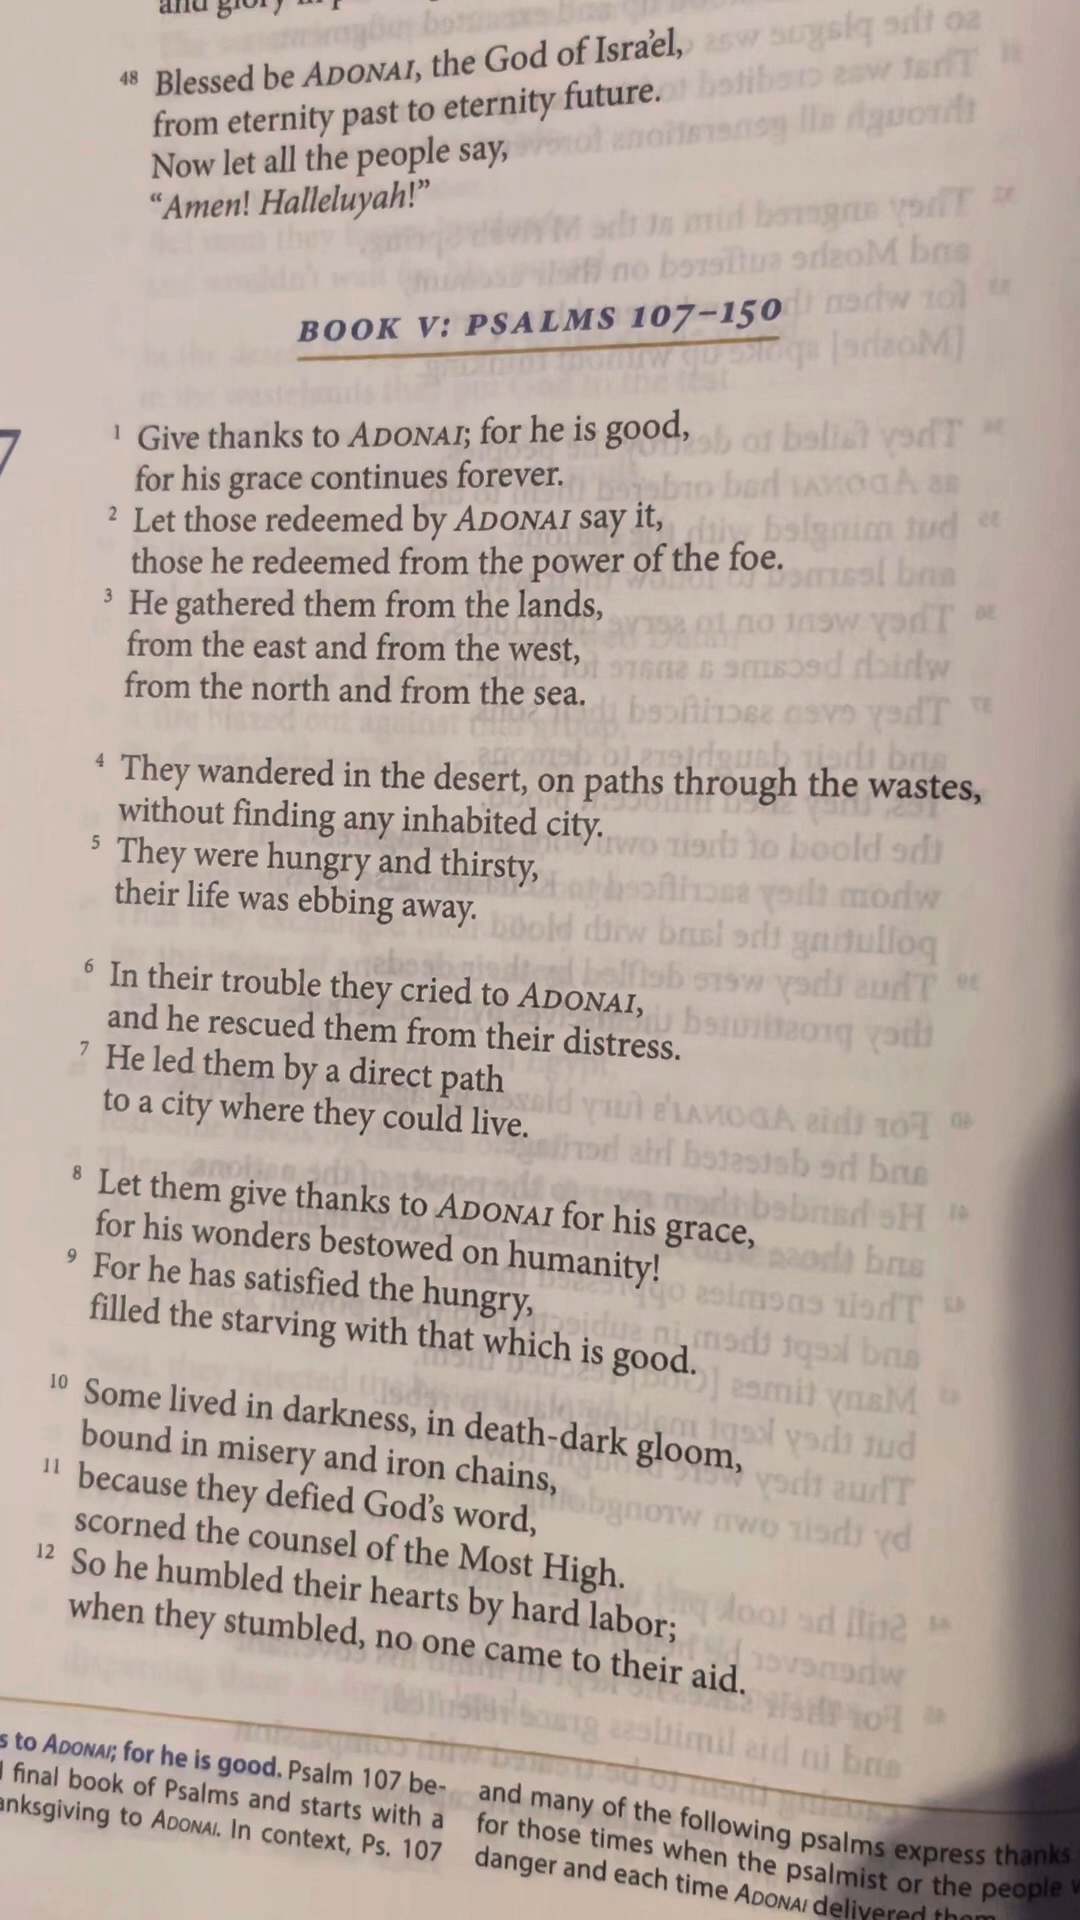 and glory in
48 Blessed be ADONAI, the God of Isra'el,
from eternity past to eternity future.
Now let all the people say,
“Amen! Halleluyah!”
BOOK V: PSALMS 107–150
7
1 Give thanks to ADONAI; for he is good,
for his grace continues forever.
2 Let those redeemed by ADONAI say it,
those he redeemed from the power of the foe.
3 He gathered them from the lands,
from the east and from the west,
from the north and from the sea.
4 They wandered in the desert, on paths through the wastes,
without finding any inhabited city.
5 They were hungry and thirsty,
their life was ebbing away.
6 In their trouble they cried to ADONAI,
and he rescued them from their distress.
7 He led them by a direct path
to a city where they could live.
8 Let them give thanks to ADONAI for his grace,
for his wonders bestowed on humanity!
9 For he has satisfied the hungry,
filled the starving with that which is good.
10 Some lived in darkness, in death-dark gloom,
bound in misery and iron chains,
11 because they defied God's word,
scorned the counsel of the Most High.
12 So he humbled their hearts by hard labor;
when they stumbled, no one came to their aid.
s to ADONAI; for he is good. Psalm 107 be-
final book of Psalms and starts with a
anksgiving to ADONAI. In context, Ps. 107
and many of the following psalms express thanks
for those times when the psalmist or the people
danger and each time ADONAI delivered them